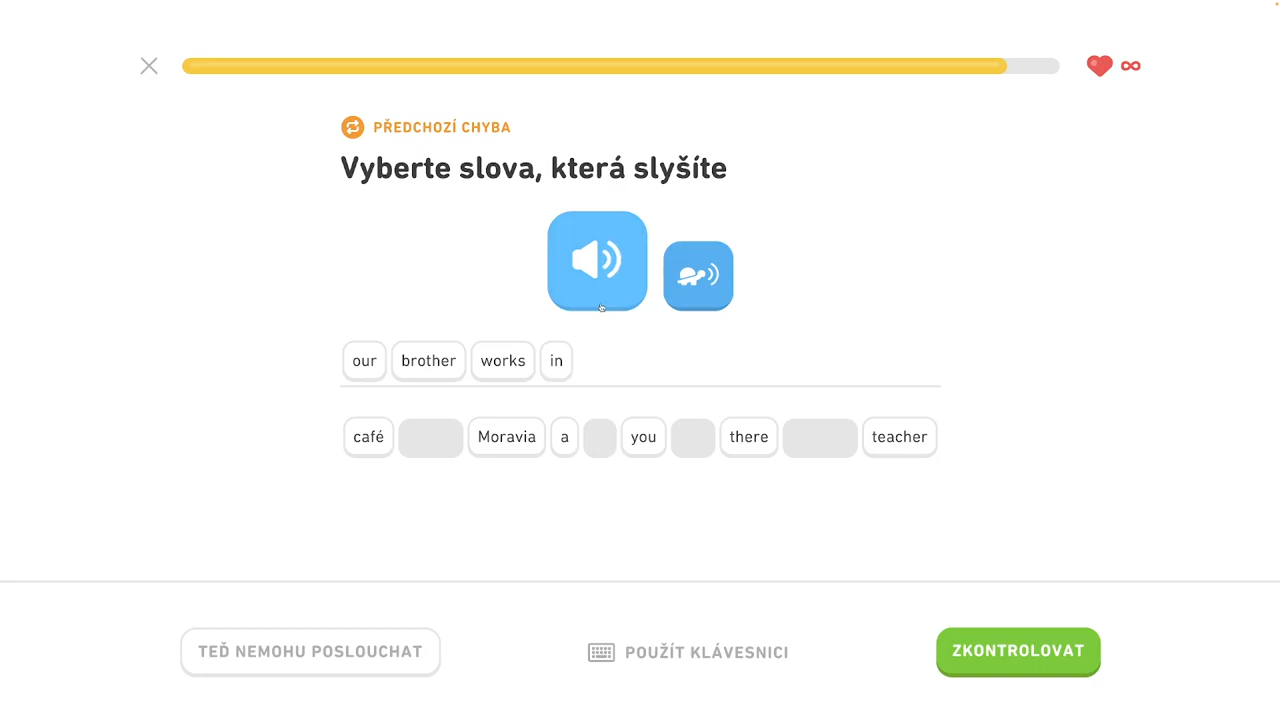 PŘEDCHOZÍ CHYBA
Vyberte slova, která slyšíte
our brother works in
café Moravia a you there teacher
TEĎ NEMOHU POSLOUCHAT POUŽÍT KLÁVESNICI ZKONTROLOVAT